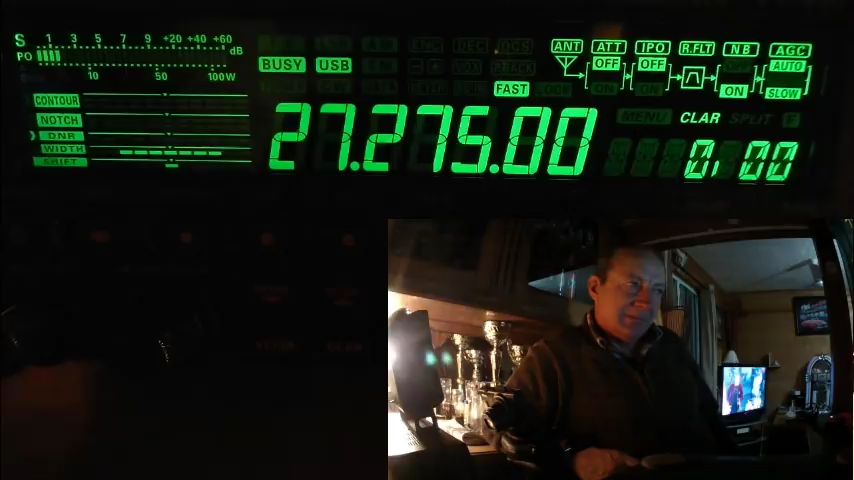 S 1 3 5 7 9 +20 +40 +60 dB
PO
10 50 100W
BUSY USB
FAST
ANT ATT IPO R.FLT NB AGC
OFF OFF AUTO
ON SLOW
CONTOUR
NOTCH
DNR
WIDTH
SHIFT
27.275.00
MENU CLAR SPLIT
0.00